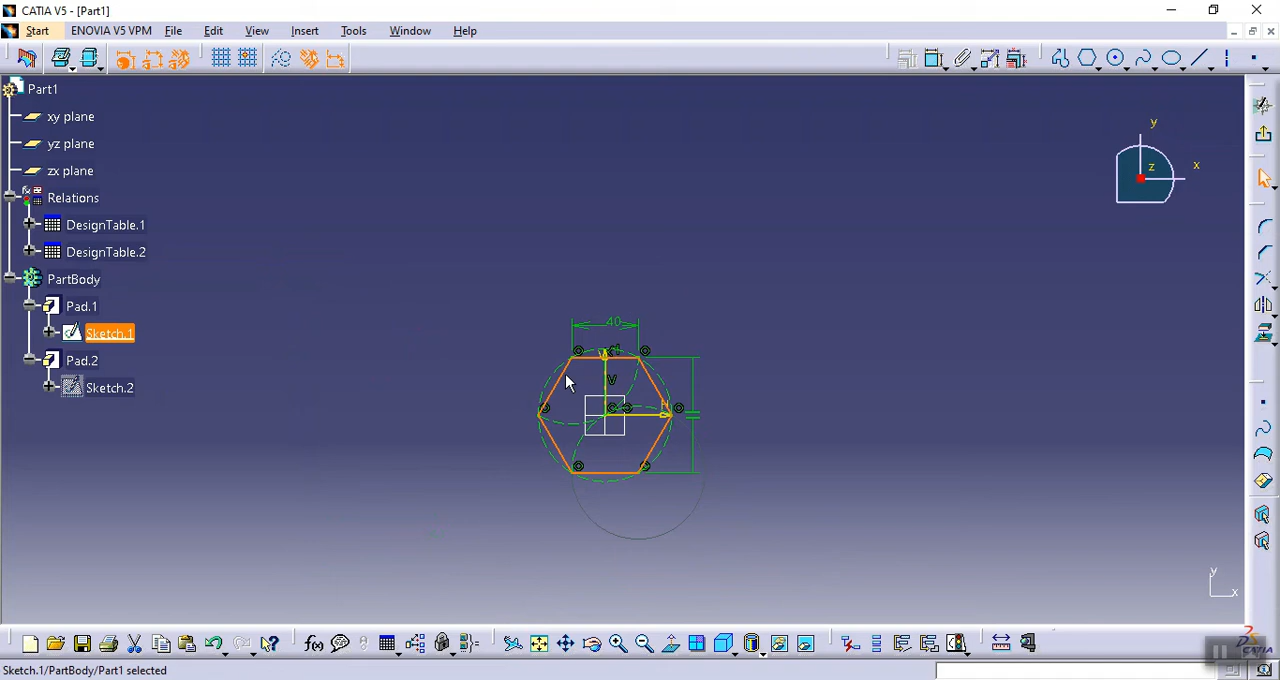 CATIA V5 - [Part1]
Start ENOVIA V5 VPM File Edit View Insert Tools Window Help
Part1
xy plane
yz plane
zx plane
Relations
DesignTable.1
DesignTable.2
PartBody
Pad.1
Sketch.1
Pad.2
Sketch.2
y
x
z
40
V
H
y
x
f(x)
CATIA
Sketch.1/PartBody/Part1 selected